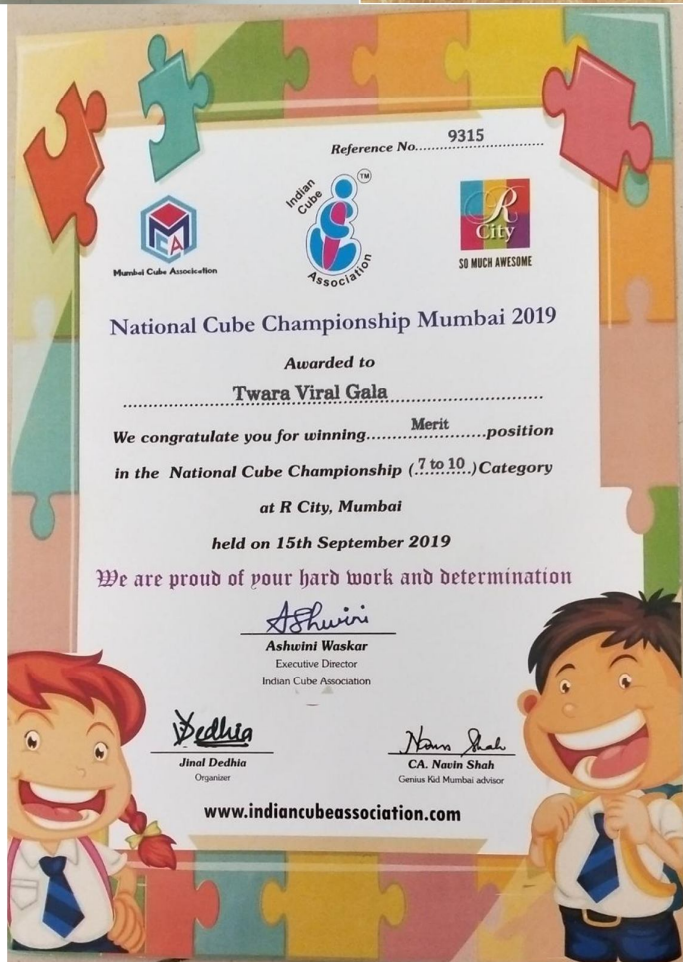 Reference No.............9315.............
Mumbai Cube Association
Indian
Cube
TM
Association
R
City
SO MUCH AWESOME
National Cube Championship Mumbai 2019
Awarded to
Twara Viral Gala
We congratulate you for winning.......Merit.......position
in the National Cube Championship (.7 to 10.) Category
at R City, Mumbai
held on 15th September 2019
We are proud of your hard work and determination
Ashwini
Ashwini Waskar
Executive Director
Indian Cube Association
Dedhia
Navin Shah
Jinal Dedhia
CA. Navin Shah
Organizer
Genius Kid Mumbai advisor
www.indiancubeassociation.com